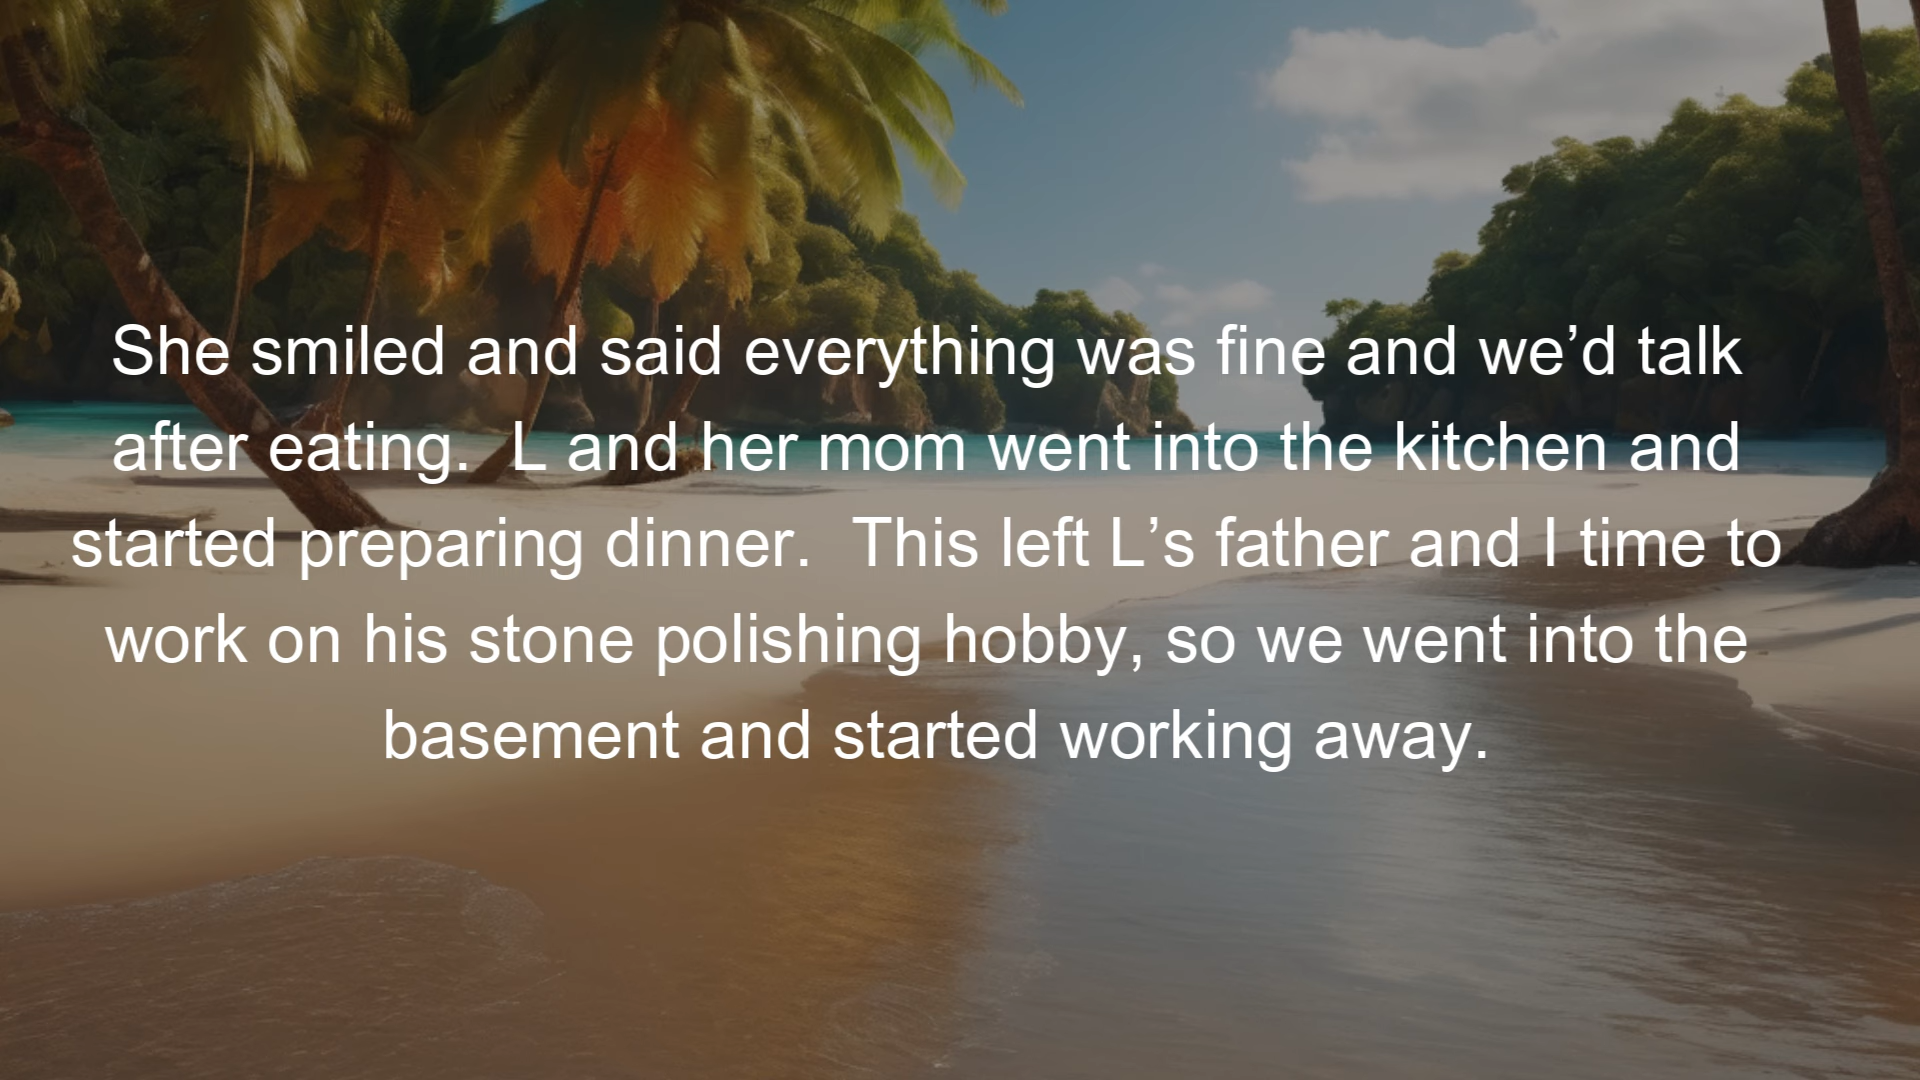 She smiled and said everything was fine and we’d talk
after eating.  L and her mom went into the kitchen and
started preparing dinner.  This left L’s father and I time to
work on his stone polishing hobby, so we went into the
basement and started working away.